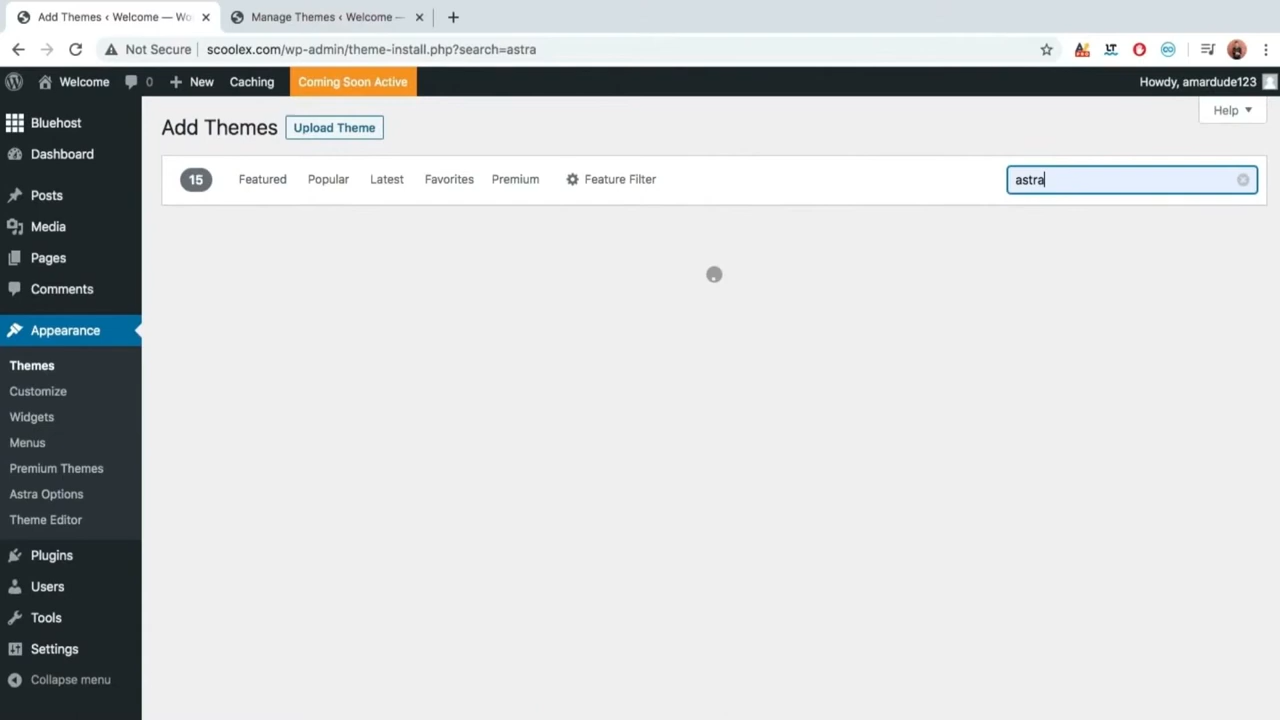 Add Themes ‹ Welcome — Wo
Manage Themes ‹ Welcome —
Not Secure
scoolex.com/wp-admin/theme-install.php?search=astra
Welcome
0
New
Caching
Coming Soon Active
Howdy, amardude123
Bluehost
Dashboard
Posts
Media
Pages
Comments
Appearance
Themes
Customize
Widgets
Menus
Premium Themes
Astra Options
Theme Editor
Plugins
Users
Tools
Settings
Collapse menu
Add Themes
Upload Theme
Help
15
Featured
Popular
Latest
Favorites
Premium
Feature Filter
astra